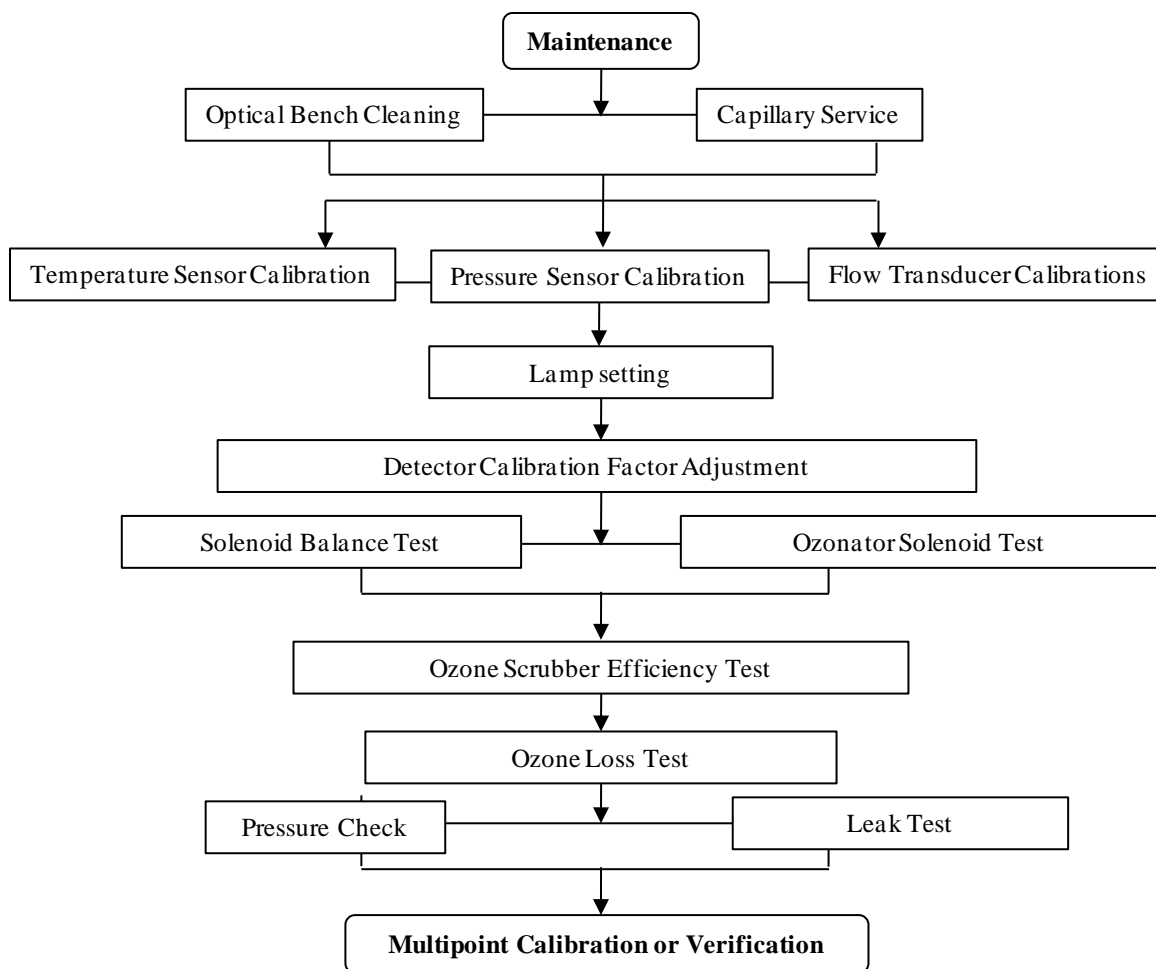 Maintenance
Optical Bench Cleaning
Capillary Service
Temperature Sensor Calibration
Pressure Sensor Calibration
Flow Transducer Calibrations
Lamp setting
Detector Calibration Factor Adjustment
Solenoid Balance Test
Ozonator Solenoid Test
Ozone Scrubber Efficiency Test
Ozone Loss Test
Pressure Check
Leak Test
Multipoint Calibration or Verification